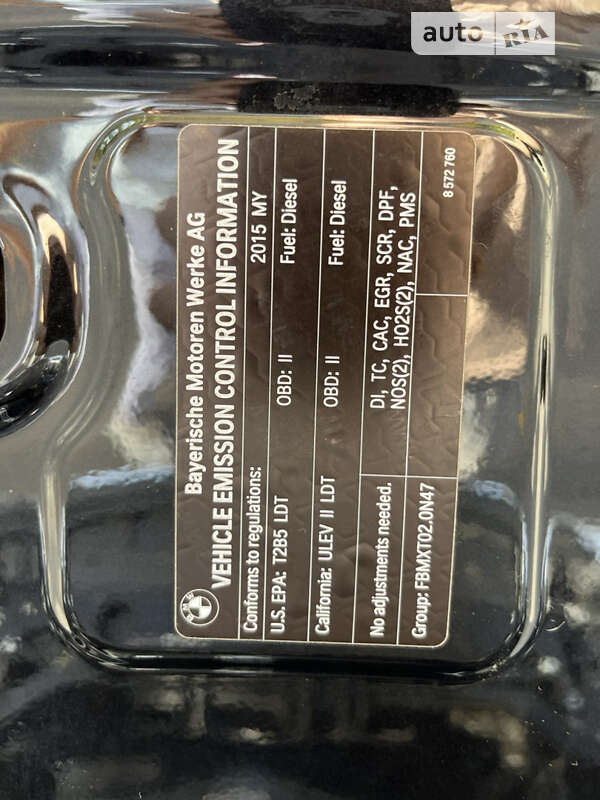 auto RIA
Bayerische Motoren Werke AG
VEHICLE EMISSION CONTROL INFORMATION
Conforms to regulations: 2015 MY
U.S. EPA: T2B5 LDT OBD: II Fuel: Diesel
California: ULEV II LDT OBD: II Fuel: Diesel
No adjustments needed.
DI, TC, CAC, EGR, SCR, DPF,
NOS(2), HO2S(2), NAC, PMS
Group: FBMXT02.0N47
8 572 760
BMW